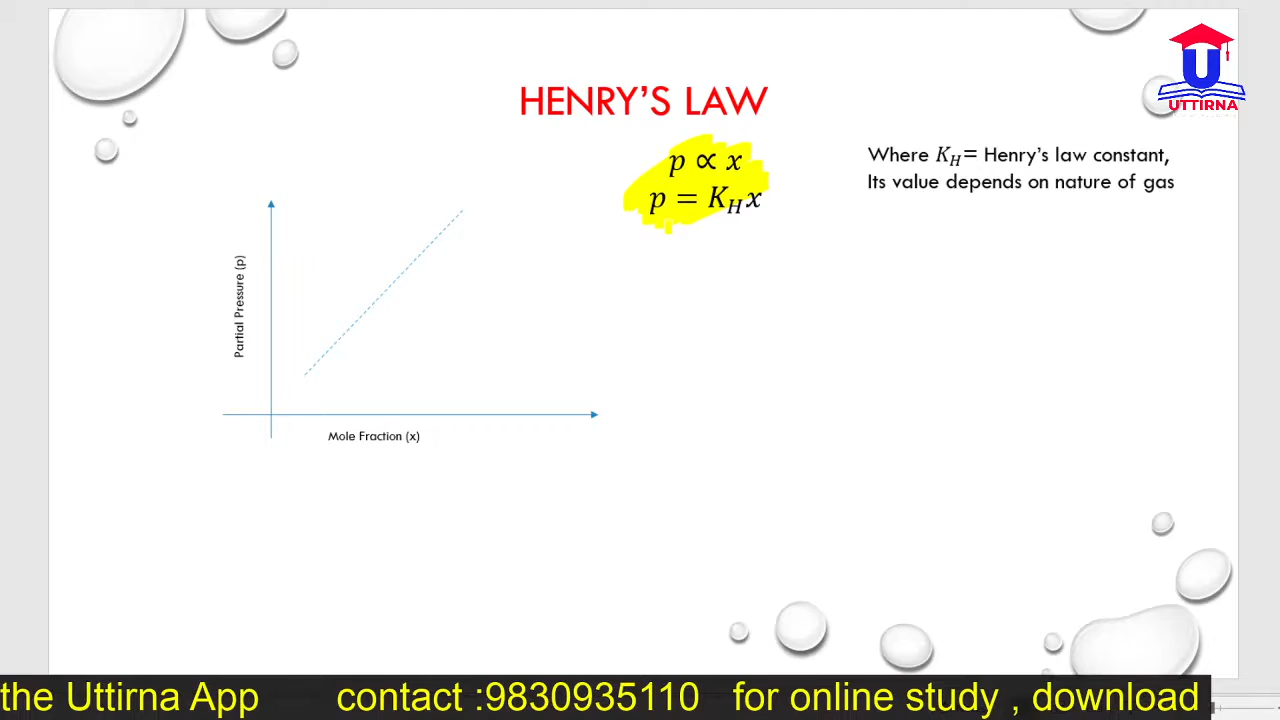 U
UTTIRNA
HENRY'S LAW
p ∝ x
p = K_H x
Where K_H= Henry's law constant,
Its value depends on nature of gas
Partial Pressure (p)
Mole Fraction (x)
the Uttirna App contact :9830935110 for online study , download